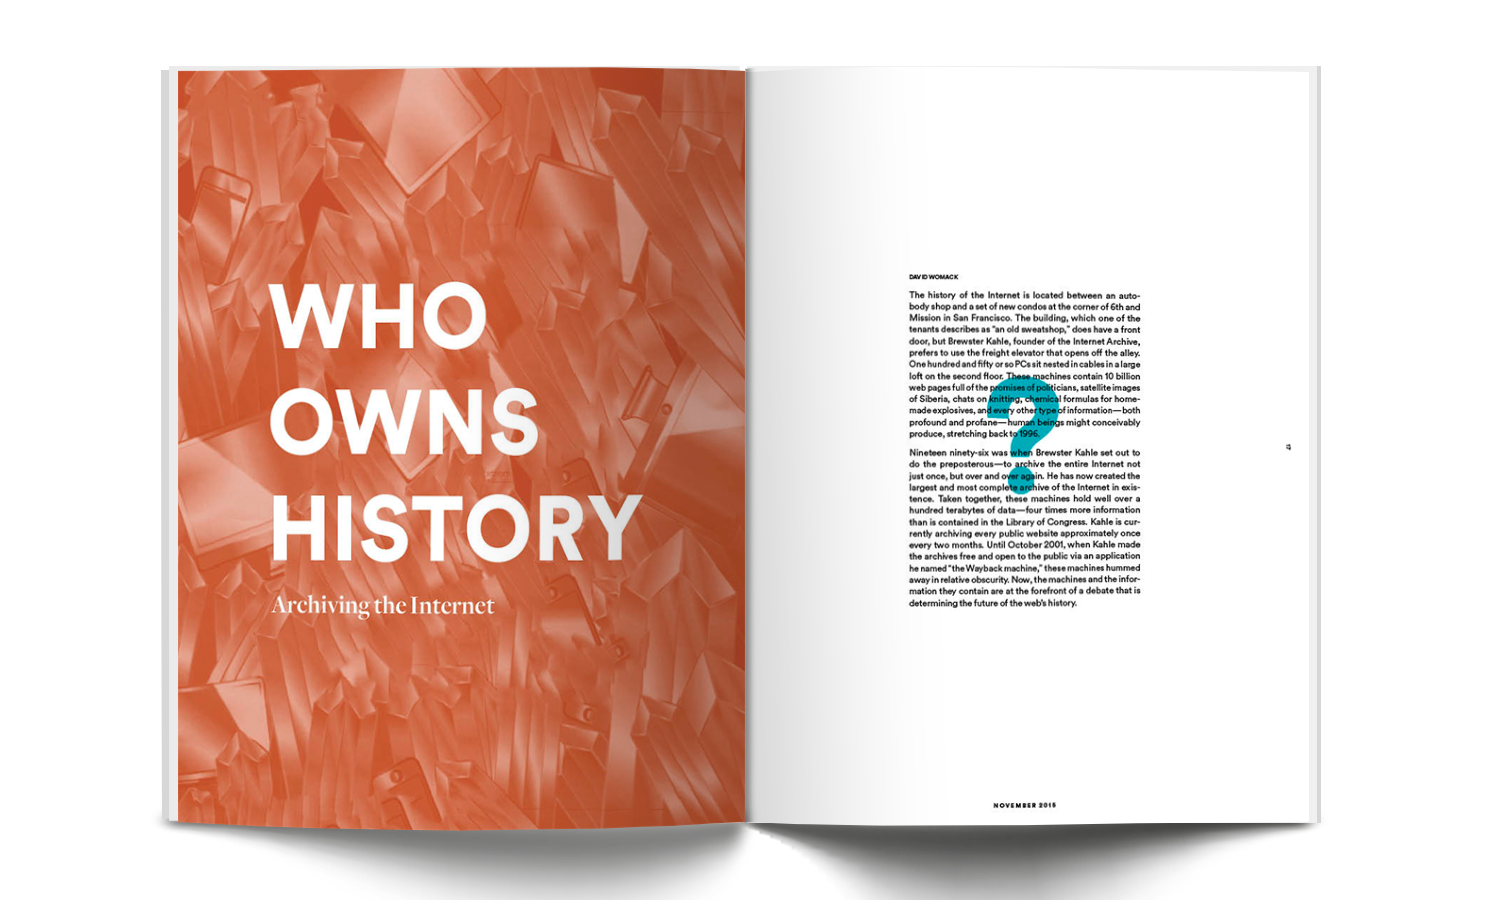 WHO
OWNS
HISTORY
Archiving the Internet
DAVID WOMACK
The history of the Internet is located between an auto-
body shop and a set of new condos at the corner of 6th and
Mission in San Francisco. The building, which one of the
tenants describes as “an old sweatshop,” does have a front
door, but Brewster Kahle, founder of the Internet Archive,
prefers to use the freight elevator that opens off the alley.
One hundred and fifty or so PCs sit nested in cables in a large
loft on the second floor. These machines contain 10 billion
web pages full of the promises of politicians, satellite images
of Siberia, chats on knitting, chemical formulas for home-
made explosives, and every other type of information—both
profound and profane—human beings might conceivably
produce, stretching back to 1996.
?
Nineteen ninety-six was when Brewster Kahle set out to
do the preposterous—to archive the entire Internet not
just once, but over and over again. He has now created the
largest and most complete archive of the Internet in exis-
tence. Taken together, these machines hold well over a
hundred terabytes of data—four times more information
than is contained in the Library of Congress. Kahle is cur-
rently archiving every public website approximately once
every two months. Until October 2001, when Kahle made
the archives free and open to the public via an application
he named “the Wayback machine,” these machines hummed
away in relative obscurity. Now, the machines and the infor-
mation they contain are at the forefront of a debate that is
determining the future of the web’s history.
NOVEMBER 2015